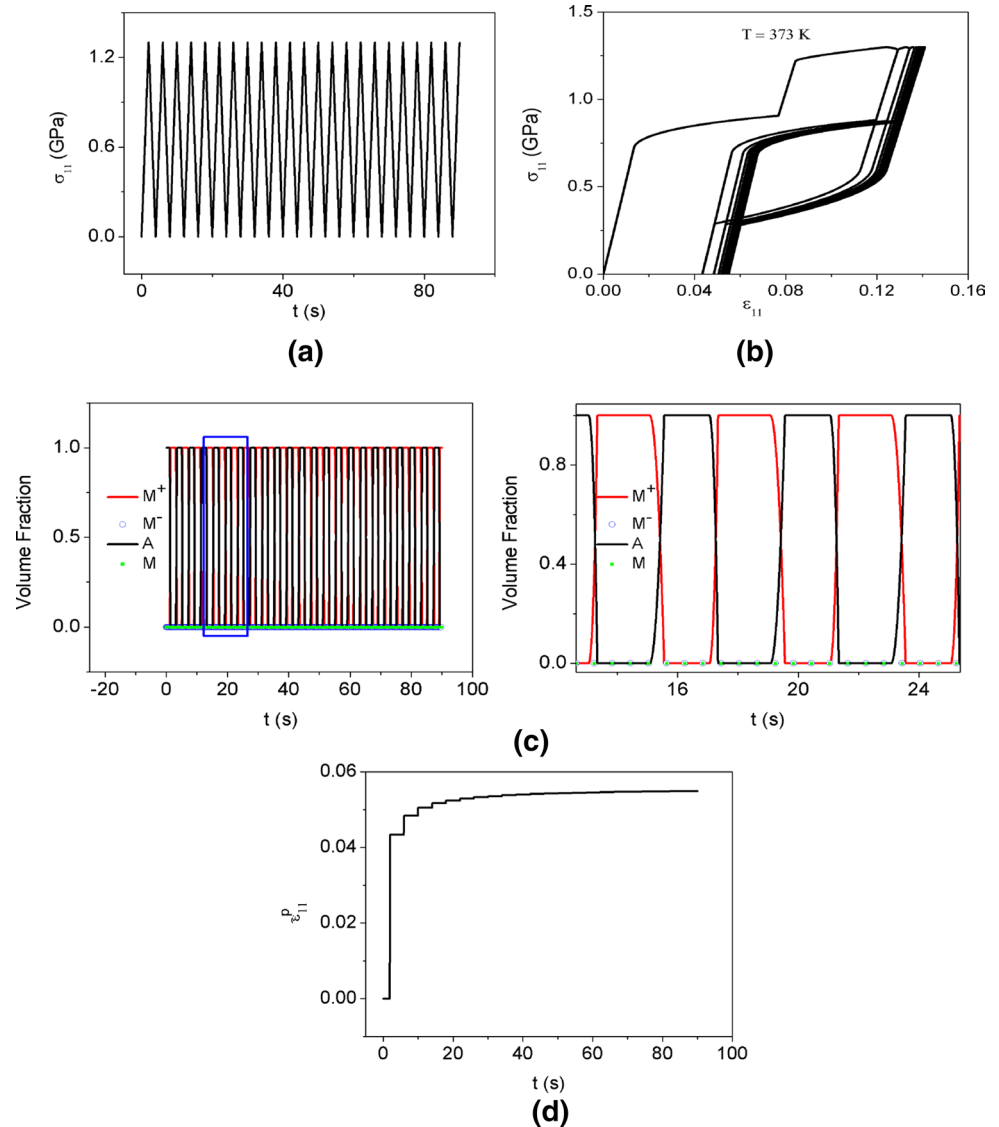 1.2
0.6
0.0
σ11 (GPa)
0 40 80
t (s)
(a)
1.5
1.0
0.5
0.0
σ11 (GPa)
T = 373 K
0.00 0.04 0.08 0.12 0.16
ε11
(b)
1.0
0.5
0.0
Volume Fraction
M+
M-
A
M
-20 0 20 40 60 80 100
t (s)
0.8
0.4
0.0
Volume Fraction
M+
M-
A
M
16 20 24
t (s)
(c)
0.06
0.04
0.02
0.00
εp11
0 20 40 60 80 100
t (s)
(d)